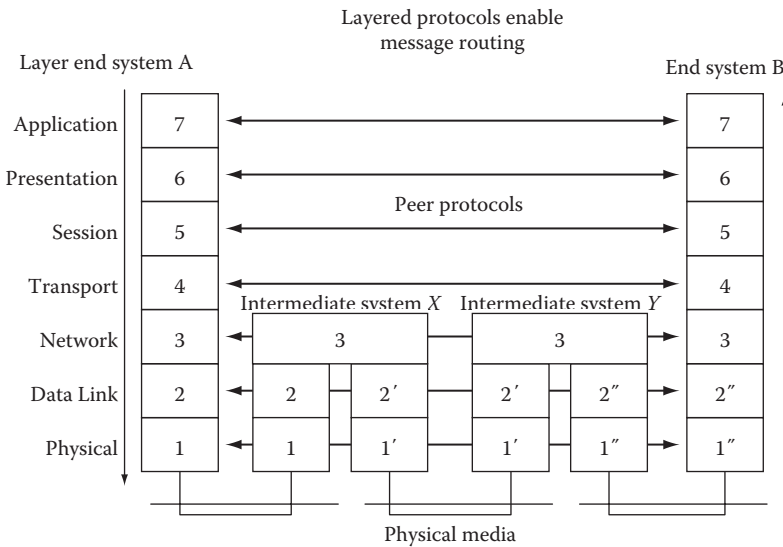 Layered protocols enable
message routing
Layer end system A
End system B
Application 7 7
Presentation 6 6
Peer protocols
Session 5 5
Transport 4 4
Intermediate system X Intermediate system Y
Network 3 3 3 3
Data Link 2 2 2′ 2′ 2″ 2″
Physical 1 1 1′ 1′ 1″ 1″
Physical media